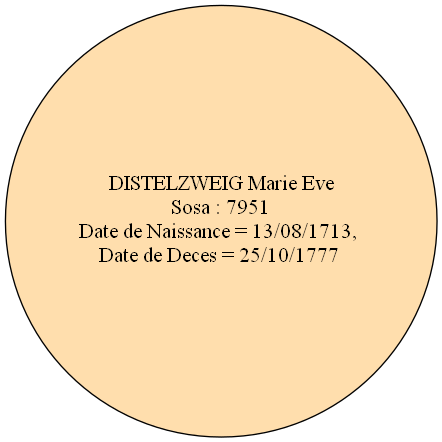 DISTELZWEIG Marie Eve
Sosa : 7951
Date de Naissance = 13/08/1713,
Date de Deces = 25/10/1777